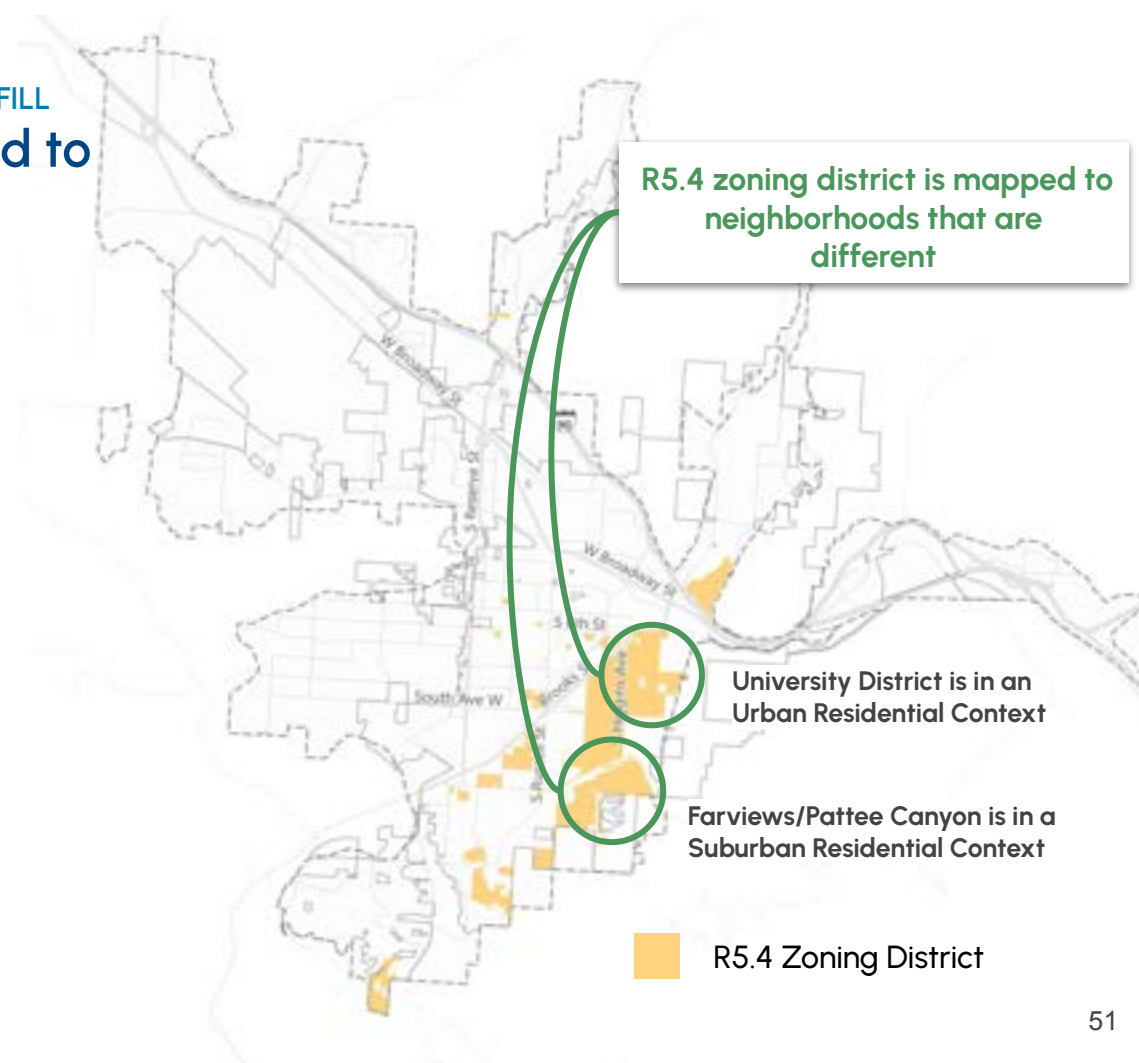 FILL
d to
R5.4 zoning district is mapped to
neighborhoods that are
different
W Broadway St
90
S Reserve St
W Broadway St
South Ave W
University District is in an
Urban Residential Context
Farviews/Pattee Canyon is in a
Suburban Residential Context
R5.4 Zoning District
51